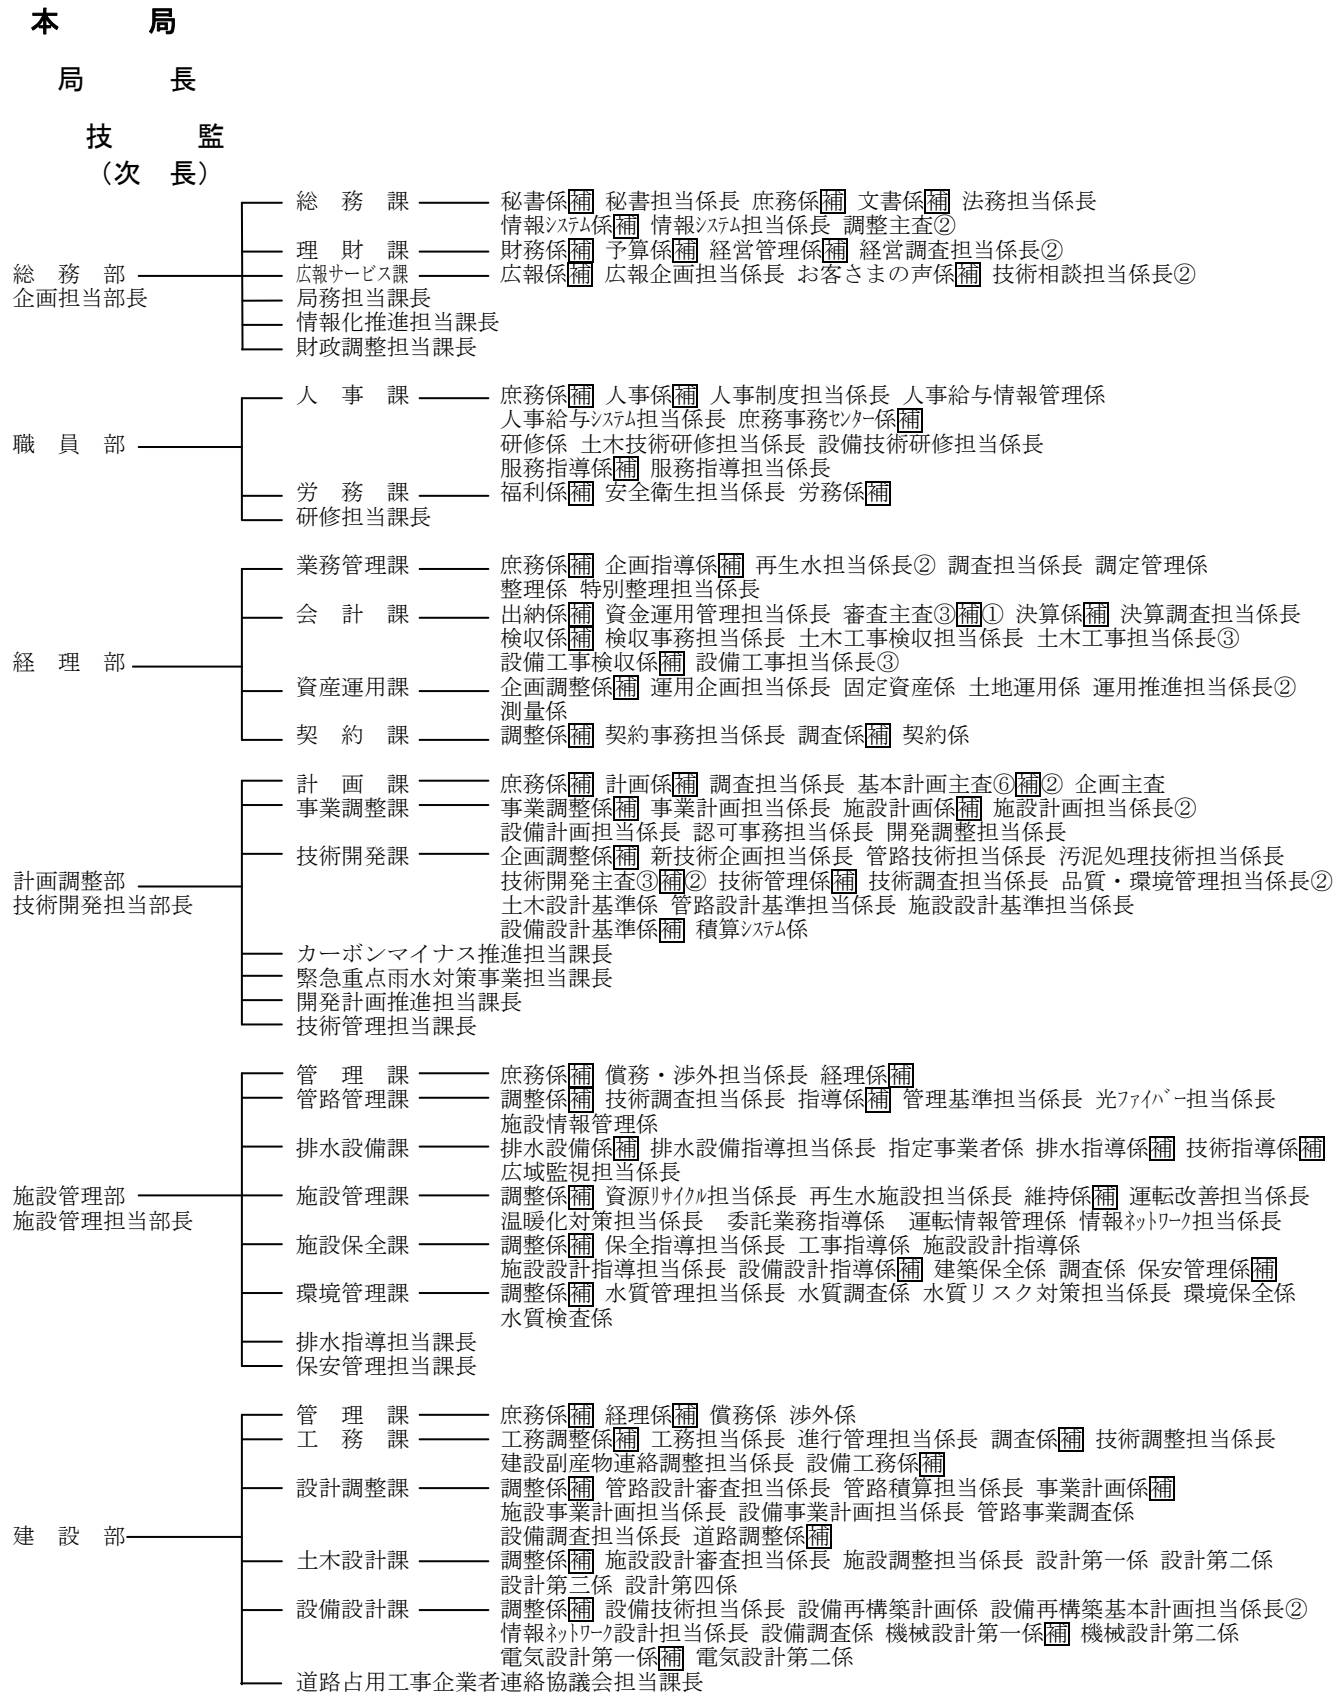 本　　局
局　　長
技　　監
（次　長）
総　務　課　秘書係補 秘書担当係長 庶務係補 文書係補 法務担当係長
情報システム係補 情報システム担当係長 調整主査②
理　財　課　財務係補 予算係補 経営管理係補 経営調査担当係長②
総　務　部　広報サービス課　広報係補 広報企画担当係長 お客さまの声係補 技術相談担当係長②
企画担当部長　局務担当課長
情報化推進担当課長
財政調整担当課長
人　事　課　庶務係補 人事係補 人事制度担当係長 人事給与情報管理係
人事給与システム担当係長 庶務事務センター係補
職　員　部　研修係 土木技術研修担当係長 設備技術研修担当係長
服務指導係補 服務指導担当係長
労　務　課　福利係補 安全衛生担当係長 労務係補
研修担当課長
業務管理課　庶務係補 企画指導係補 再生水担当係長② 調査担当係長 調定管理係
整理係 特別整理担当係長
会　計　課　出納係補 資金運用管理担当係長 審査主査③補① 決算係補 決算調査担当係長
検収係補 検収事務担当係長 土木工事検収担当係長 土木工事担当係長③
経　理　部　設備工事検収係補 設備工事担当係長③
資産運用課　企画調整係補 運用企画担当係長 固定資産係 土地運用係 運用推進担当係長②
測量係
契　約　課　調整係補 契約事務担当係長 調査係補 契約係
計　画　課　庶務係補 計画係補 調査担当係長 基本計画主査⑥補② 企画主査
事業調整課　事業調整係補 事業計画担当係長 施設計画係補 施設計画担当係長②
設備計画担当係長 認可事務担当係長 開発調整担当係長
技術開発課　企画調整係補 新技術企画担当係長 管路技術担当係長 汚泥処理技術担当係長
計画調整部　技術開発主査③補② 技術管理係補 技術調査担当係長 品質・環境管理担当係長②
技術開発担当部長　土木設計基準係 管路設計基準担当係長 施設設計基準担当係長
設備設計基準係補 積算システム係
カーボンマイナス推進担当課長
緊急重点雨水対策事業担当課長
開発計画推進担当課長
技術管理担当課長
管　理　課　庶務係補 償務・渉外担当係長 経理係補
管路管理課　調整係補 技術調査担当係長 指導係補 管理基準担当係長 光ファイバー担当係長
施設情報管理係
排水設備課　排水設備係補 排水設備指導担当係長 指定事業者係 排水指導係補 技術指導係補
広域監視担当係長
施設管理部　施設管理課　調整係補 資源リサイクル担当係長 再生水施設担当係長 維持係補 運転改善担当係長
施設管理担当部長　温暖化対策担当係長　委託業務指導係　運転情報管理係 情報ネットワーク担当係長
施設保全課　調整係補 保全指導担当係長 工事指導係 施設設計指導係
施設設計指導担当係長 設備設計指導係補 建築保全係 調査係 保安管理係補
環境管理課　調整係補 水質管理担当係長 水質調査係 水質リスク対策担当係長 環境保全係
水質検査係
排水指導担当課長
保安管理担当課長
管　理　課　庶務係補 経理係補 償務係 渉外係
工　務　課　工務調整係補 工務担当係長 進行管理担当係長 調査係補 技術調整担当係長
建設副産物連絡調整担当係長 設備工務係補
設計調整課　調整係補 管路設計審査担当係長 管路積算担当係長 事業計画係補
施設事業計画担当係長 設備事業計画担当係長 管路事業調査係
建　設　部　設備調査担当係長 道路調整係補
土木設計課　調整係補 施設設計審査担当係長 施設調整担当係長 設計第一係 設計第二係
設計第三係 設計第四係
設備設計課　調整係補 設備技術担当係長 設備再構築計画係 設備再構築基本計画担当係長②
情報ネットワーク設計担当係長 設備調査係 機械設計第一係補 機械設計第二係
電気設計第一係補 電気設計第二係
道路占用工事企業者連絡協議会担当課長